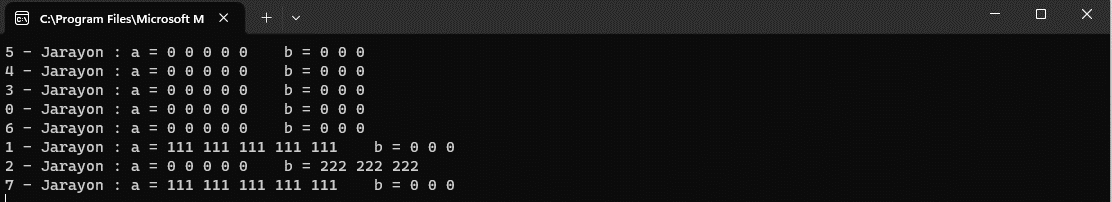 C:\Program Files\Microsoft M
5 - Jarayon : a = 0 0 0 0 0    b = 0 0 0
4 - Jarayon : a = 0 0 0 0 0    b = 0 0 0
3 - Jarayon : a = 0 0 0 0 0    b = 0 0 0
0 - Jarayon : a = 0 0 0 0 0    b = 0 0 0
6 - Jarayon : a = 0 0 0 0 0    b = 0 0 0
1 - Jarayon : a = 111 111 111 111 111    b = 0 0 0
2 - Jarayon : a = 0 0 0 0 0    b = 222 222 222
7 - Jarayon : a = 111 111 111 111 111    b = 0 0 0